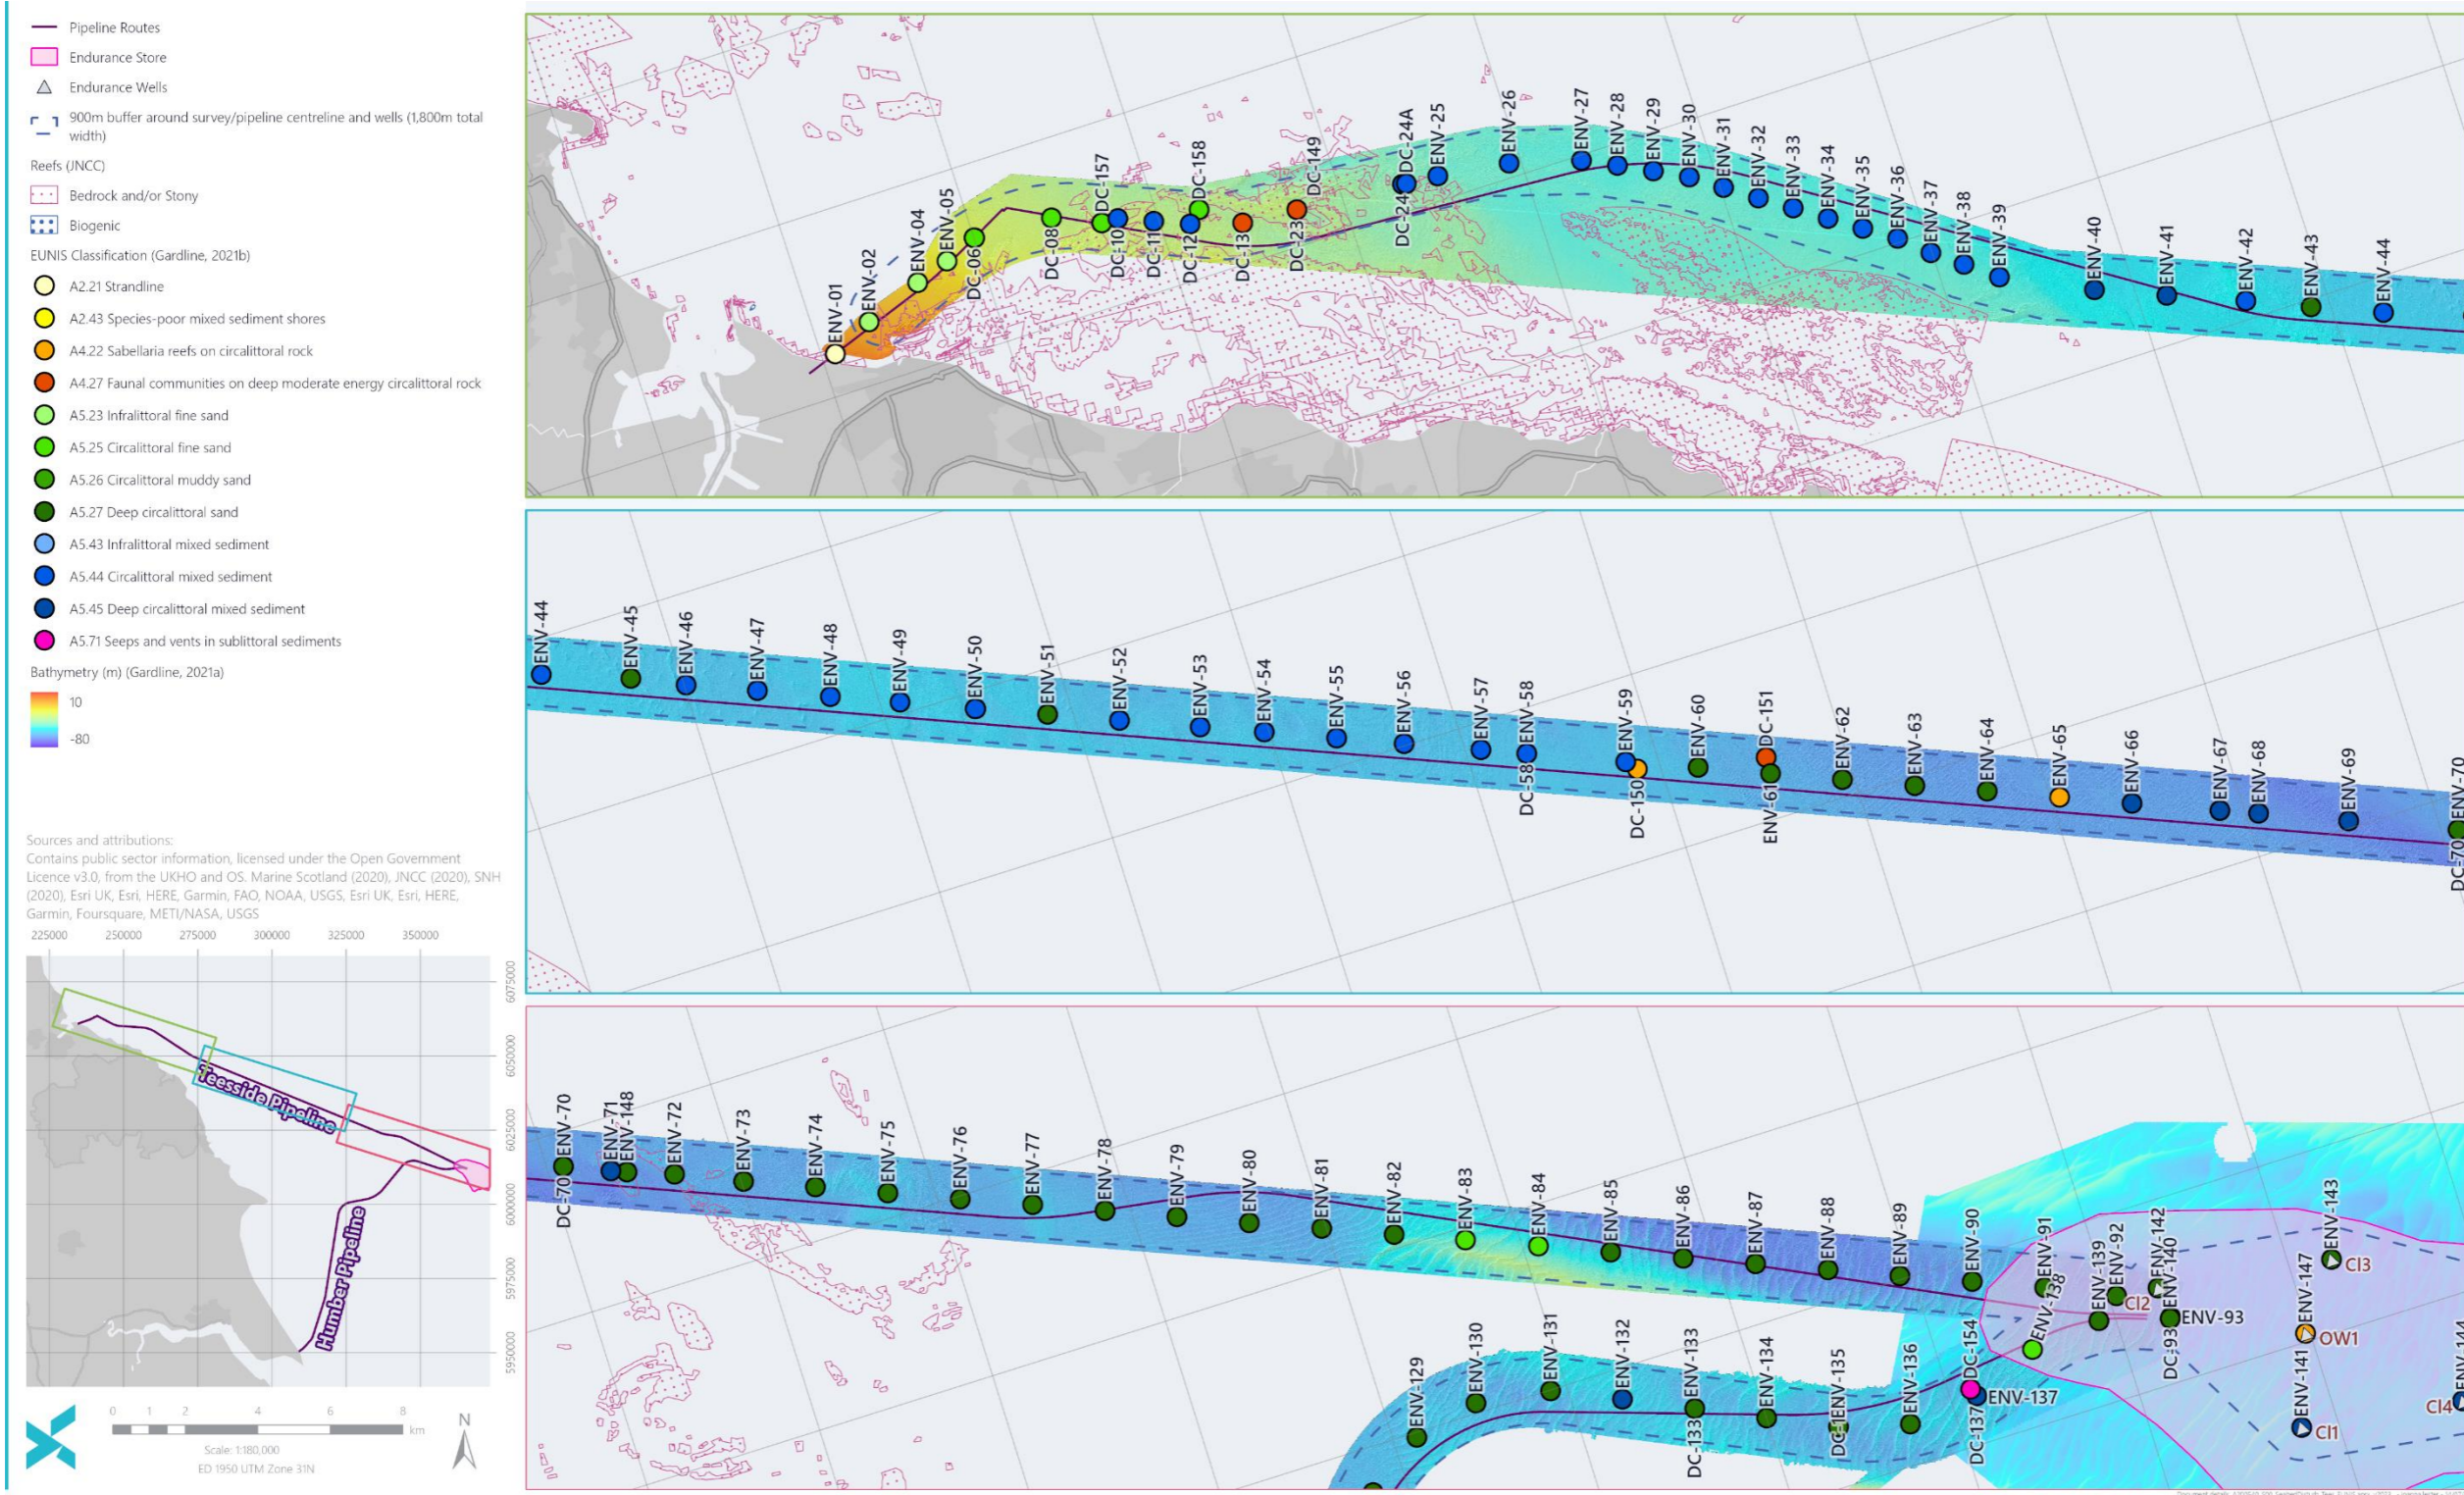 Pipeline Routes
Endurance Store
Endurance Wells
900m buffer around survey/pipeline centreline and wells (1,800m total
width)
Reefs (JNCC)
Bedrock and/or Stony
Biogenic
EUNIS Classification (Gardline, 2021b)
A2.21 Strandline
A2.43 Species-poor mixed sediment shores
A4.22 Sabellaria reefs on circalittoral rock
A4.27 Faunal communities on deep moderate energy circalittoral rock
A5.23 Infralittoral fine sand
A5.25 Circalittoral fine sand
A5.26 Circalittoral muddy sand
A5.27 Deep circalittoral sand
A5.43 Infralittoral mixed sediment
A5.44 Circalittoral mixed sediment
A5.45 Deep circalittoral mixed sediment
A5.71 Seeps and vents in sublittoral sediments
Bathymetry (m) (Gardline, 2021a)
10
-80
Sources and attributions:
Contains public sector information, licensed under the Open Government
Licence v3.0, from the UKHO and OS. Marine Scotland (2020), JNCC (2020), SNH
(2020), Esri UK, Esri, HERE, Garmin, FAO, NOAA, USGS, Esri UK, Esri, HERE,
Garmin, Foursquare, METI/NASA, USGS
225000 250000 275000 300000 325000 350000
6075000
6050000
6025000
6000000
5975000
5950000
Teesside Pipeline
Humber Pipeline
0 1 2 4 6 8
km
Scale: 1:180,000
ED 1950 UTM Zone 31N
N
ENV-01
ENV-02
ENV-04
ENV-05
DC-06
DC-08
DC-157
DC-10
DC-11
DC-12
DC-158
DC-13
DC-23
DC-149
DC-24
DC-24A
ENV-25
ENV-26
ENV-27
ENV-28
ENV-29
ENV-30
ENV-31
ENV-32
ENV-33
ENV-34
ENV-35
ENV-36
ENV-37
ENV-38
ENV-39
ENV-40
ENV-41
ENV-42
ENV-43
ENV-44
ENV-44
ENV-45
ENV-46
ENV-47
ENV-48
ENV-49
ENV-50
ENV-51
ENV-52
ENV-53
ENV-54
ENV-55
ENV-56
ENV-57
ENV-58
DC-58
ENV-59
DC-150
ENV-60
DC-151
ENV-61
ENV-62
ENV-63
ENV-64
ENV-65
ENV-66
ENV-67
ENV-68
ENV-69
ENV-70
DC-70
ENV-70
DC-70
ENV-71
ENV-148
ENV-72
ENV-73
ENV-74
ENV-75
ENV-76
ENV-77
ENV-78
ENV-79
ENV-80
ENV-81
ENV-82
ENV-83
ENV-84
ENV-85
ENV-86
ENV-87
ENV-88
ENV-89
ENV-90
ENV-91
ENV-138
ENV-139
ENV-92
CI2
ENV-142
ENV-140
ENV-93
DC-93
ENV-143
CI3
ENV-147
OW1
ENV-141
CI1
ENV-144
CI4
ENV-129
ENV-130
ENV-131
ENV-132
ENV-133
DC-133
ENV-134
ENV-135
ENV-136
DC-154
ENV-137
DC-137